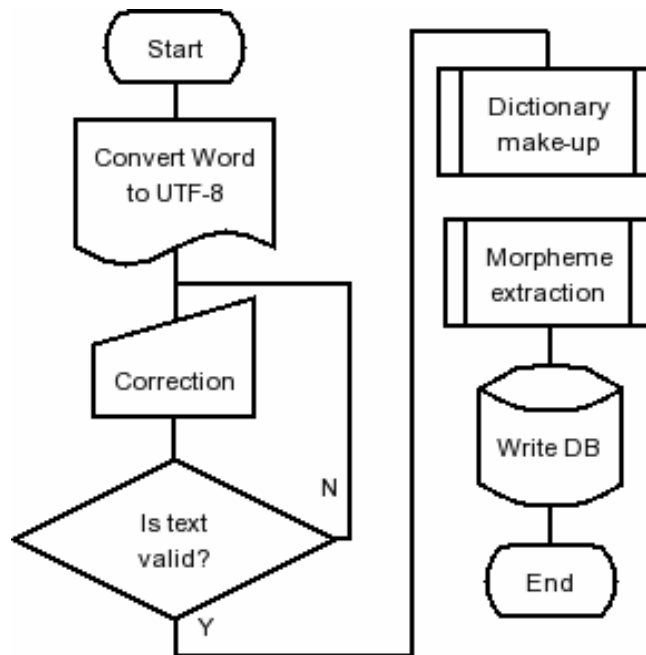 Start
Convert Word
to UTF-8
Correction
Is text
valid?
N
Y
Dictionary
make-up
Morpheme
extraction
Write DB
End